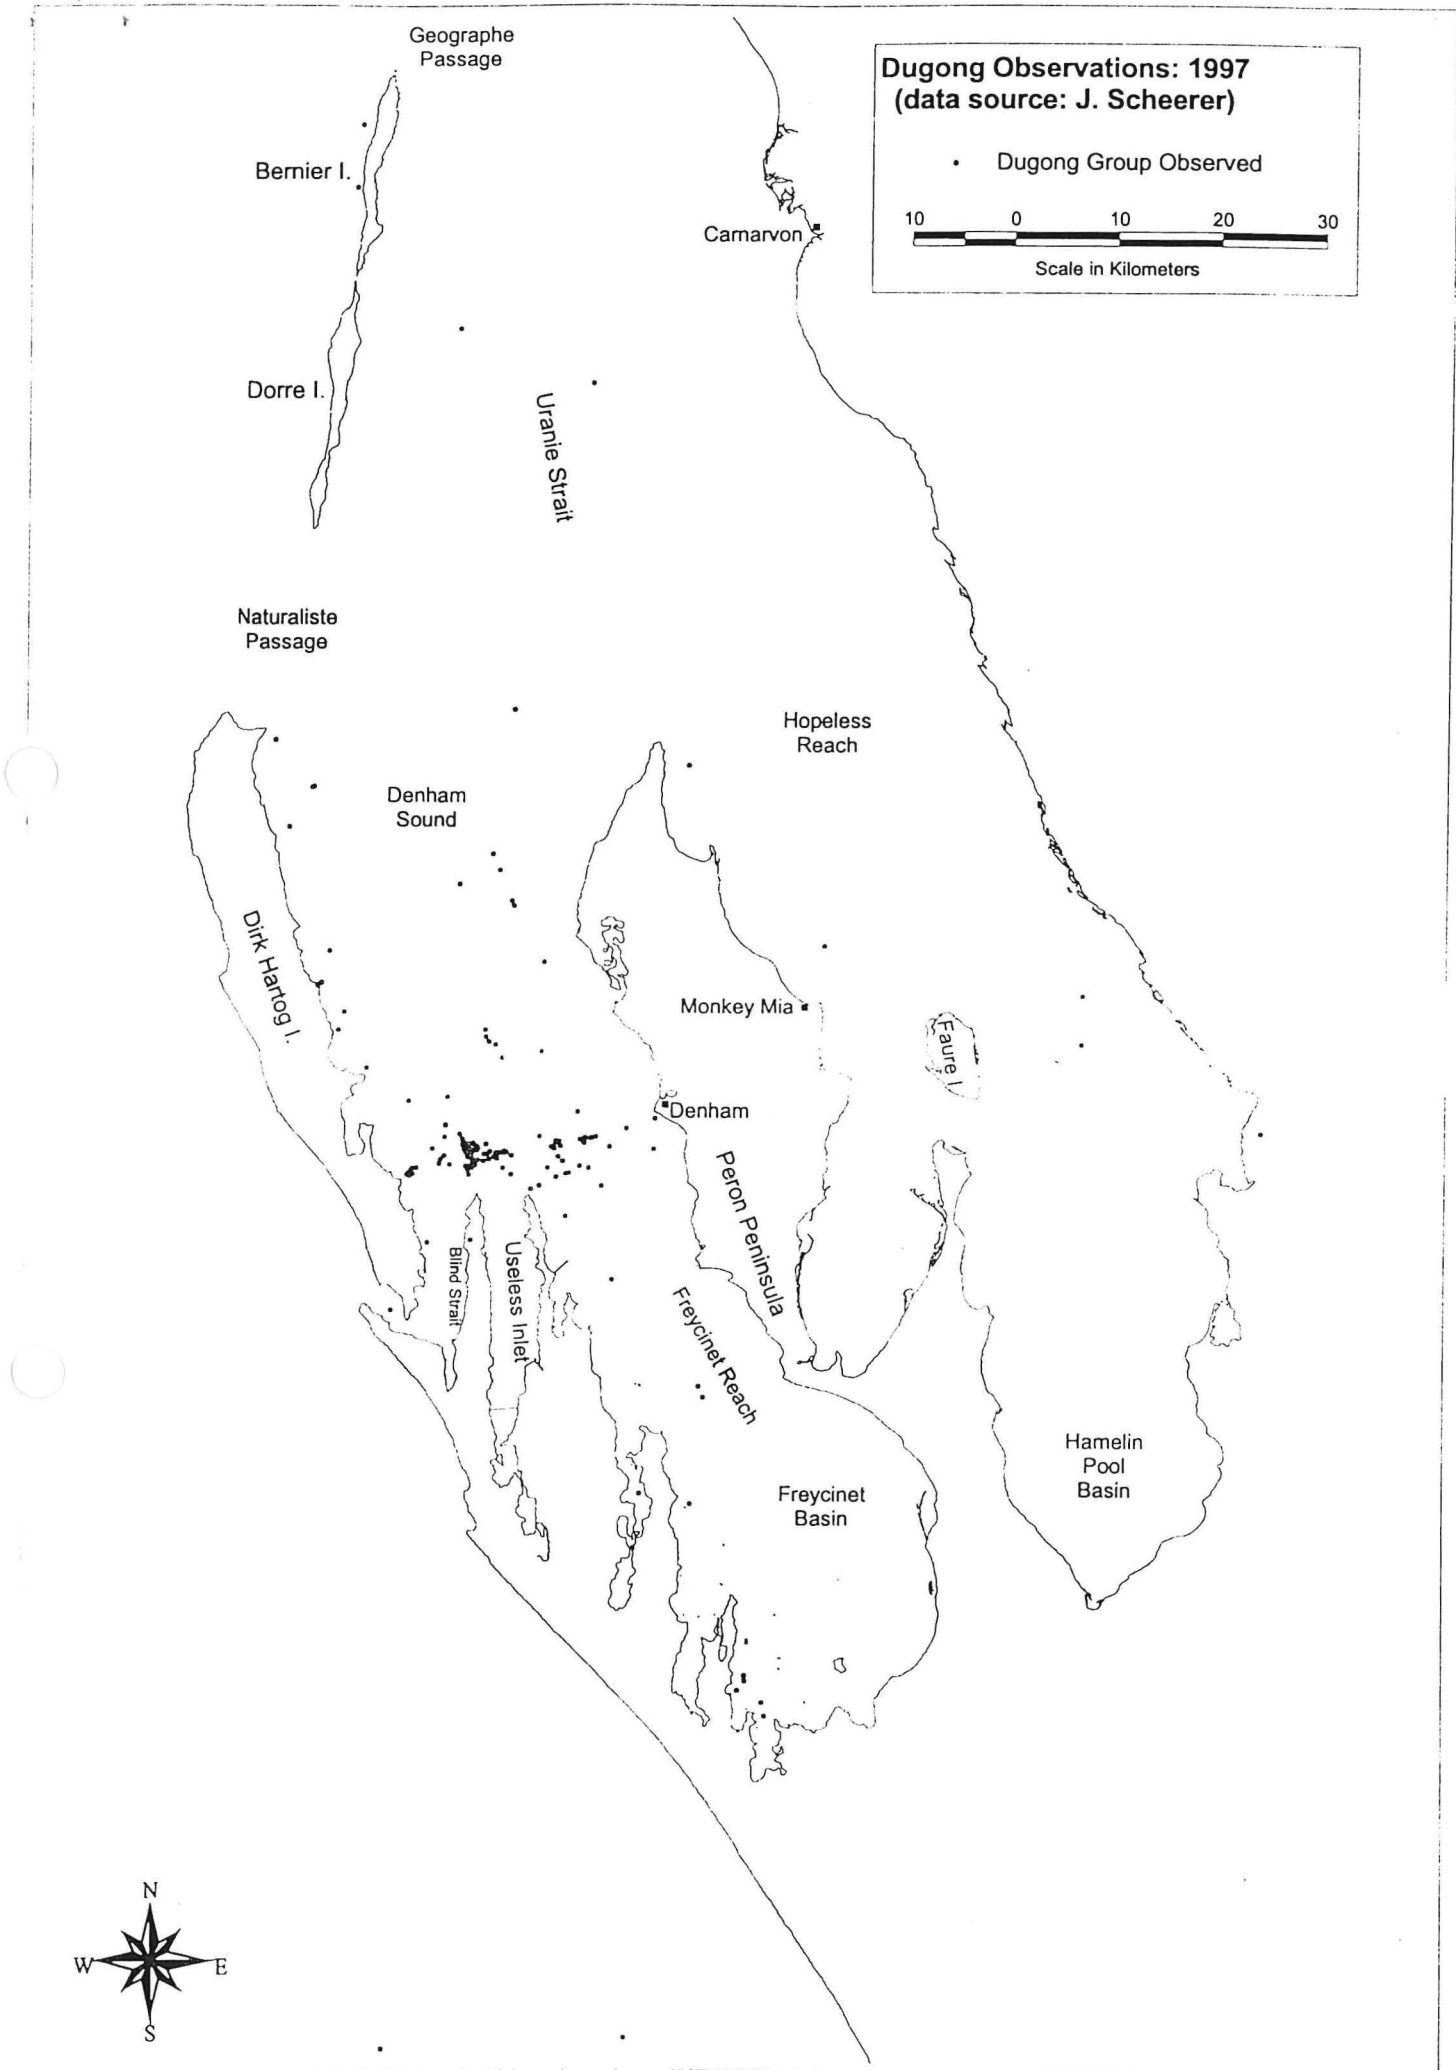 Geographe
Passage
Dugong Observations: 1997
(data source: J. Scheerer)
Dugong Group Observed
10 0 10 20 30
Scale in Kilometers
Bernier I.
Carnarvon
Dorre I.
Uranie Strait
Naturaliste
Passage
Hopeless
Reach
Denham
Sound
Dirk Hartog I.
Monkey Mia
Faure I.
Denham
Peron Peninsula
Blind Strait
Useless Inlet
Freycinet Reach
Hamelin
Pool
Basin
Freycinet
Basin
N
W E
S